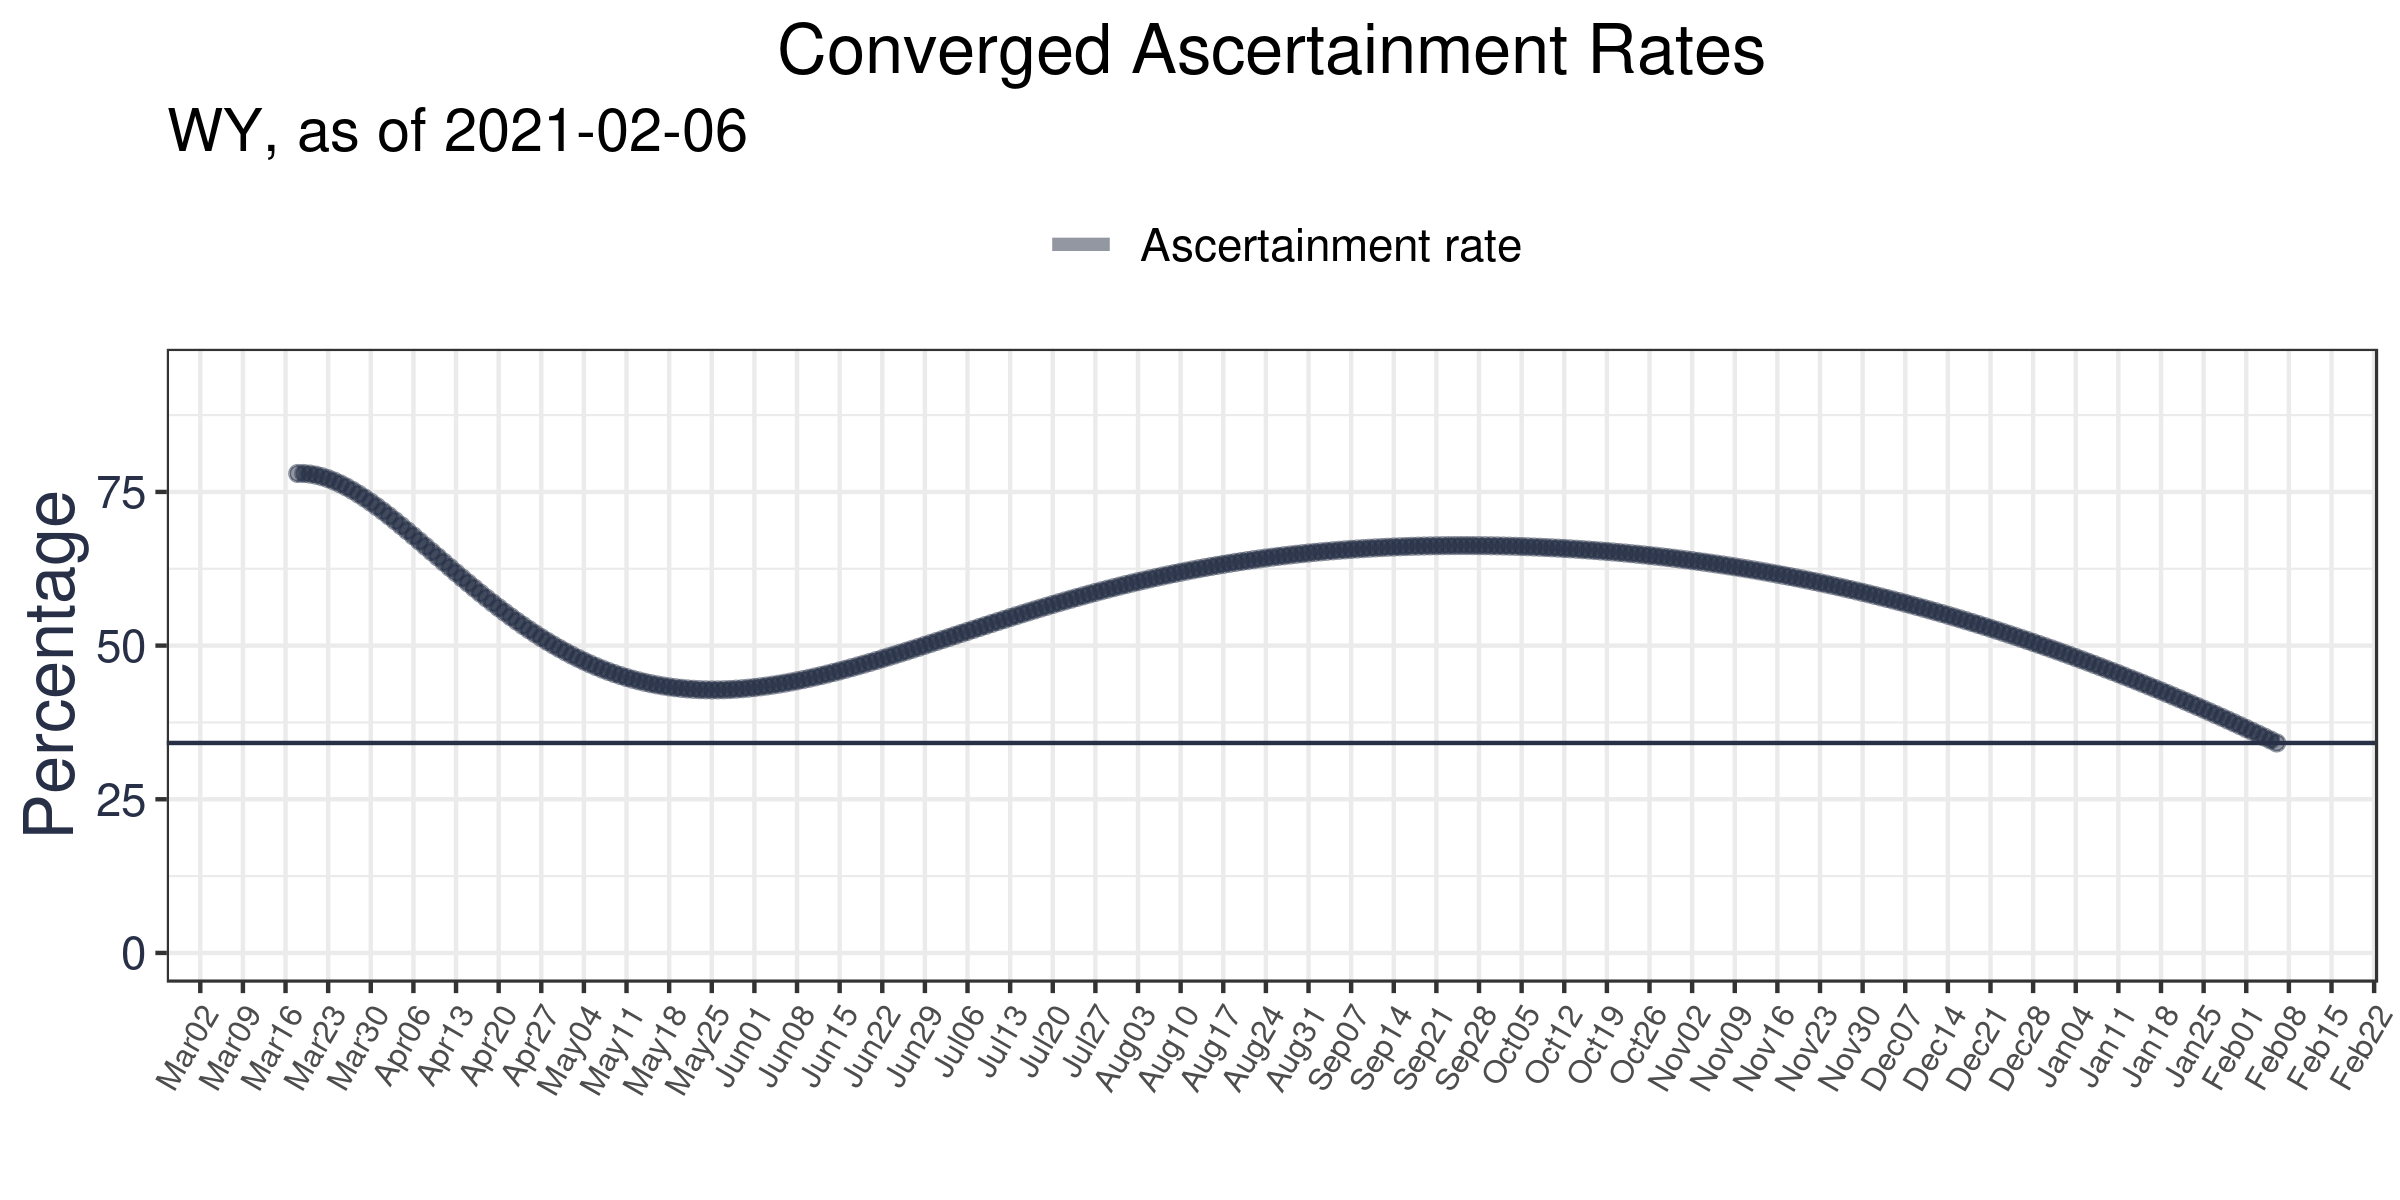 Converged Ascertainment Rates
WY, as of 2021-02-06
Ascertainment rate
Percentage
75
50
25
0
Mar02 Mar09 Mar16 Mar23 Mar30 Apr06 Apr13 Apr20 Apr27 May04 May11 May18 May25 Jun01 Jun08 Jun15 Jun22 Jun29 Jul06 Jul13 Jul20 Jul27 Aug03 Aug10 Aug17 Aug24 Aug31 Sep07 Sep14 Sep21 Sep28 Oct05 Oct12 Oct19 Oct26 Nov02 Nov09 Nov16 Nov23 Nov30 Dec07 Dec14 Dec21 Dec28 Jan04 Jan11 Jan18 Jan25 Feb01 Feb08 Feb15 Feb22